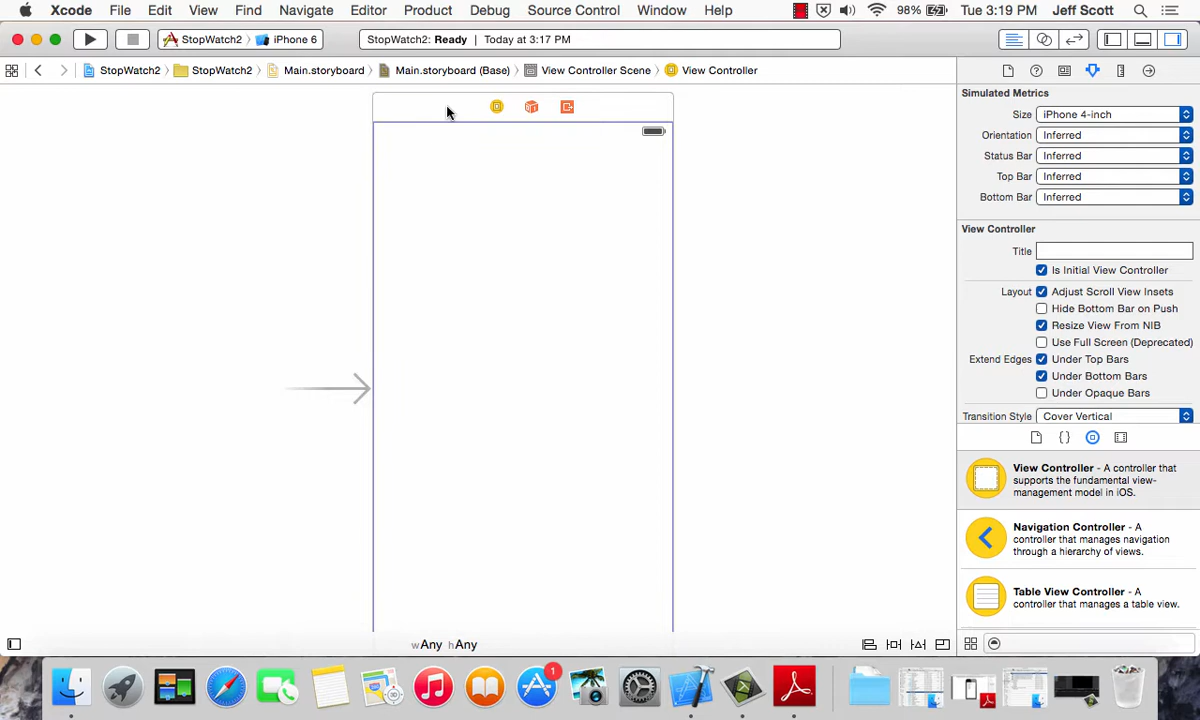 Xcode File Edit View Find Navigate Editor Product Debug Source Control Window Help 98% Tue 3:19 PM Jeff Scott
StopWatch2 iPhone 6 StopWatch2: Ready | Today at 3:17 PM
StopWatch2 StopWatch2 Main.storyboard Main.storyboard (Base) View Controller Scene View Controller
Simulated Metrics
Size iPhone 4-inch
Orientation Inferred
Status Bar Inferred
Top Bar Inferred
Bottom Bar Inferred
View Controller
Title
Is Initial View Controller
Layout Adjust Scroll View Insets
Hide Bottom Bar on Push
Resize View From NIB
Use Full Screen (Deprecated)
Extend Edges Under Top Bars
Under Bottom Bars
Under Opaque Bars
Transition Style Cover Vertical
View Controller - A controller that
supports the fundamental view-
management model in iOS.
Navigation Controller - A
controller that manages navigation
through a hierarchy of views.
Table View Controller - A
controller that manages a table view.
wAny hAny
1